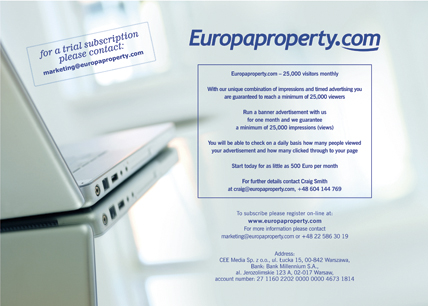 for a trial subscription
please contact:
marketing@europaproperty.com
Europaproperty.com
Europaproperty.com – 25,000 visitors monthly
With our unique combination of impressions and timed advertising you
are guaranteed to reach a minimum of 25,000 viewers
Run a banner advertisement with us
for one month and we guarantee
a minimum of 25,000 impressions (views)
You will be able to check on a daily basis how many people viewed
your advertisement and how many clicked through to your page
Start today for as little as 500 Euro per month
For further details contact Craig Smith
at craig@europaproperty.com, +48 604 144 769
To subscribe please register on-line at:
www.europaproperty.com
For more information please contact
marketing@europaproperty.com or +48 22 586 30 19
Address:
CEE Media Sp. z o.o., ul. Łucka 15, 00-842 Warszawa,
Bank: Bank Millennium S.A.,
al. Jerozolimskie 123 A, 02-017 Warsaw,
account number: 27 1160 2202 0000 0000 4673 1814